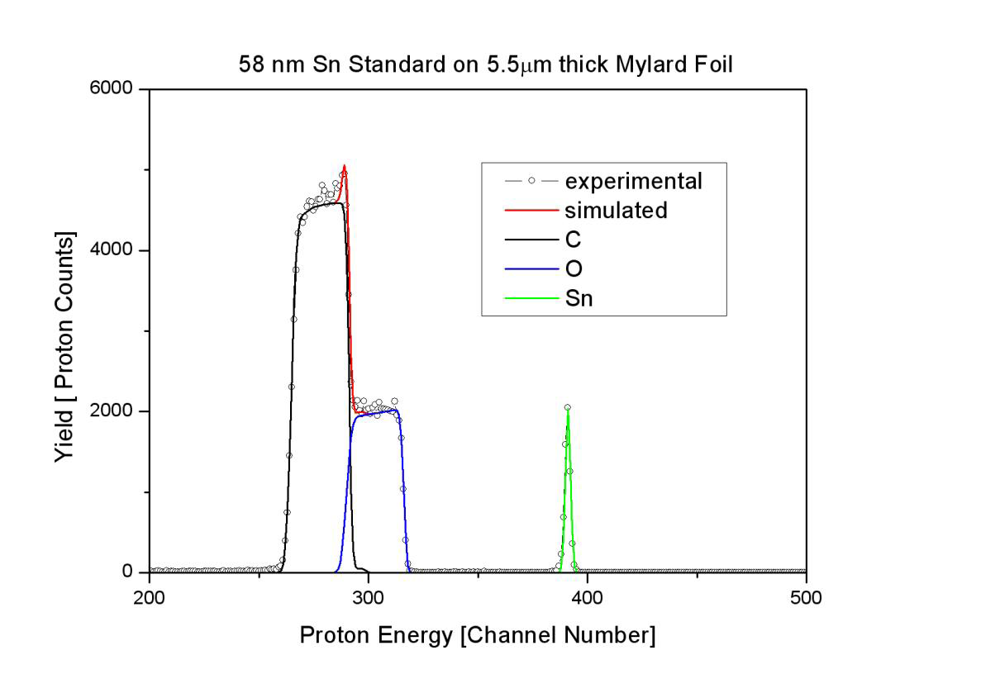 58 nm Sn Standard on 5.5μm thick Mylard Foil
6000
4000
2000
0
Yield [ Proton Counts]
experimental
simulated
C
O
Sn
200 300 400 500
Proton Energy [Channel Number]